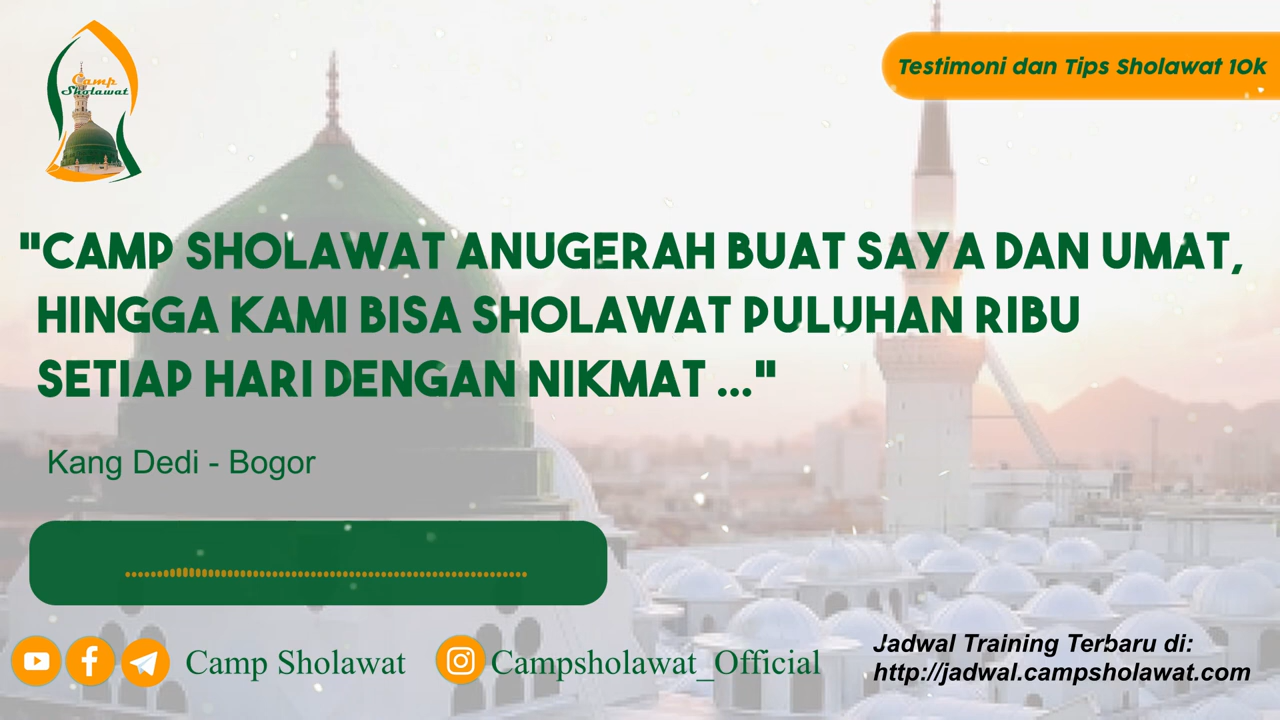 Camp
Sholawat
Testimoni dan Tips Sholawat 10k
"CAMP SHOLAWAT ANUGERAH BUAT SAYA DAN UMAT,
HINGGA KAMI BISA SHOLAWAT PULUHAN RIBU
SETIAP HARI DENGAN NIKMAT ..."
Kang Dedi - Bogor
Camp Sholawat
Campsholawat_Official
Jadwal Training Terbaru di:
http://jadwal.campsholawat.com